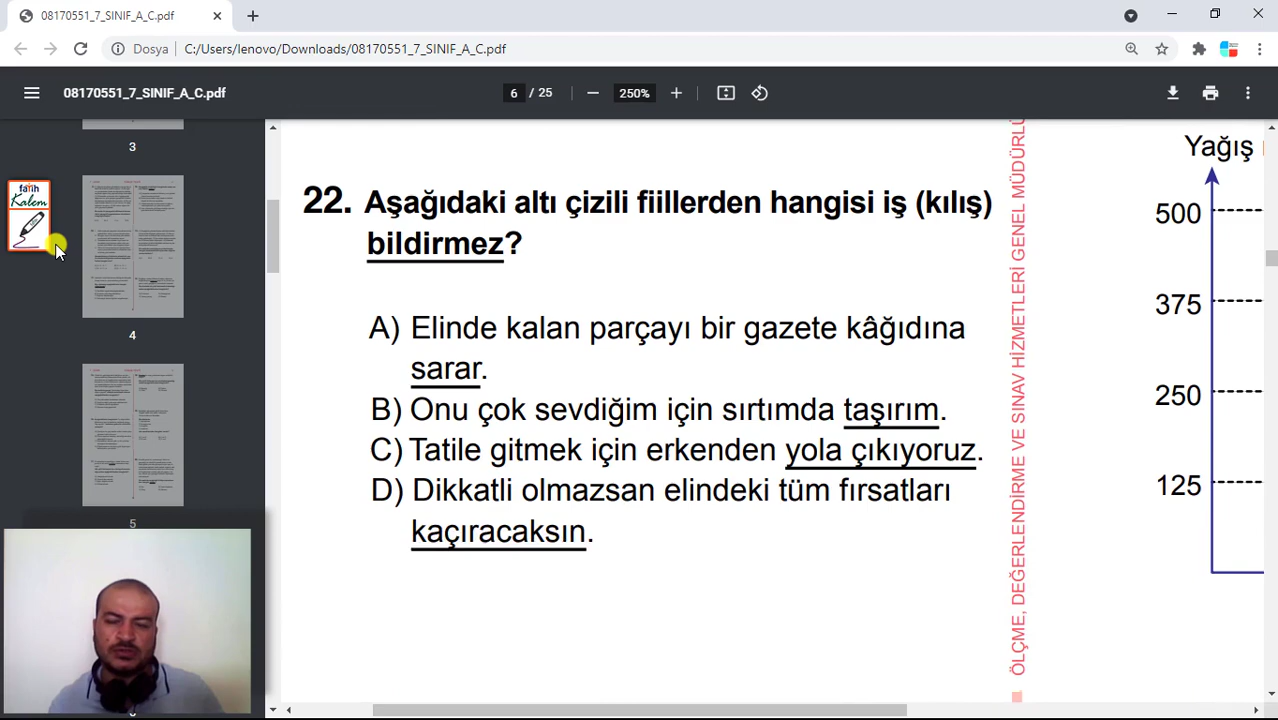 08170551_7_SINIF_A_C.pdf
Dosya
C:/Users/lenovo/Downloads/08170551_7_SINIF_A_C.pdf
08170551_7_SINIF_A_C.pdf
6 / 25
250%
3
fatih
Kalem
4
5
22. Aşağıdaki altı çizili fiillerden hangisi iş (kılış)
bildirmez?
A) Elinde kalan parçayı bir gazete kâğıdına
sarar.
B) Onu çok sevdiğim için sırtımda taşırım.
C) Tatile gitmek için erkenden yola çıkıyoruz.
D) Dikkatli olmazsan elindeki tüm fırsatları
kaçıracaksın.
ÖLÇME, DEĞERLENDİRME VE SINAV HİZMETLERİ GENEL MÜDÜRLÜ
Yağış
500
375
250
125